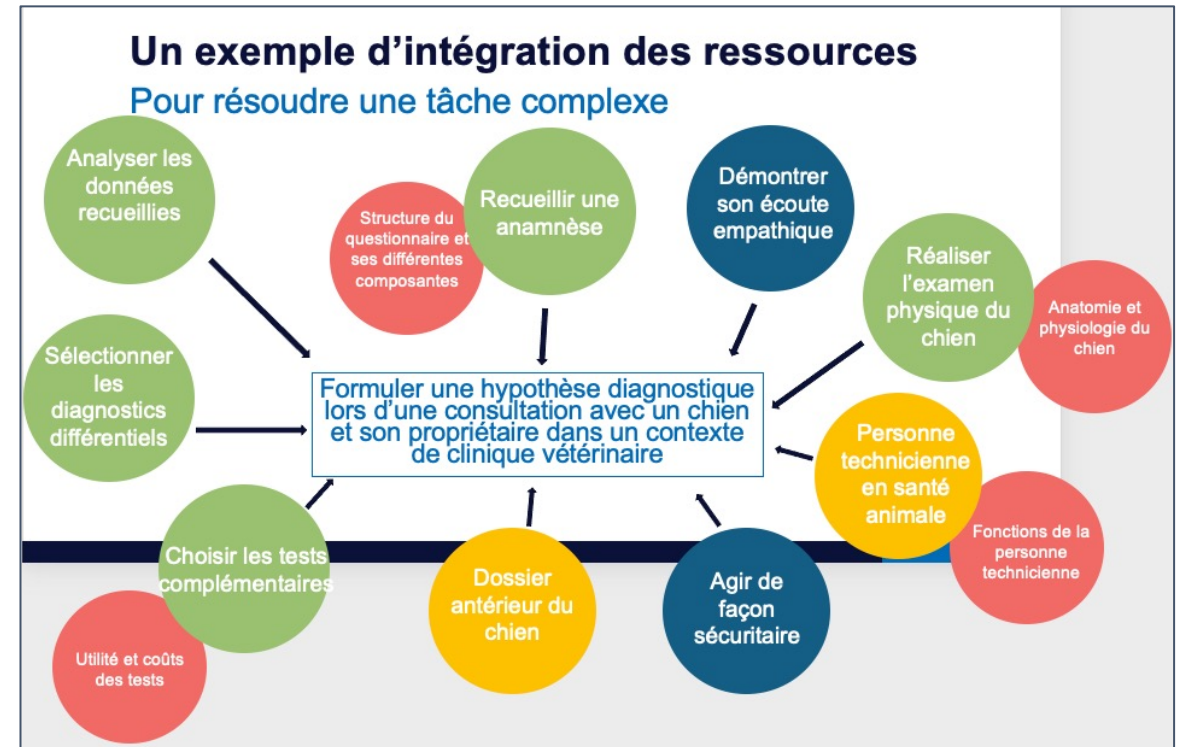 Un exemple d’intégration des ressources
Pour résoudre une tâche complexe
Analyser les
données
recueillies
Structure du
questionnaire et
ses différentes
composantes
Recueillir une
anamnèse
Démontrer
son écoute
empathique
Réaliser
l’examen
physique du
chien
Anatomie et
physiologie du
chien
Sélectionner
les
diagnostics
différentiels
Formuler une hypothèse diagnostique
lors d’une consultation avec un chien
et son propriétaire dans un contexte
de clinique vétérinaire
Personne
technicienne
en santé
animale
Fonctions de la
personne
technicienne
Choisir les tests
complémentaires
Utilité et coûts
des tests
Dossier
antérieur du
chien
Agir de
façon
sécuritaire